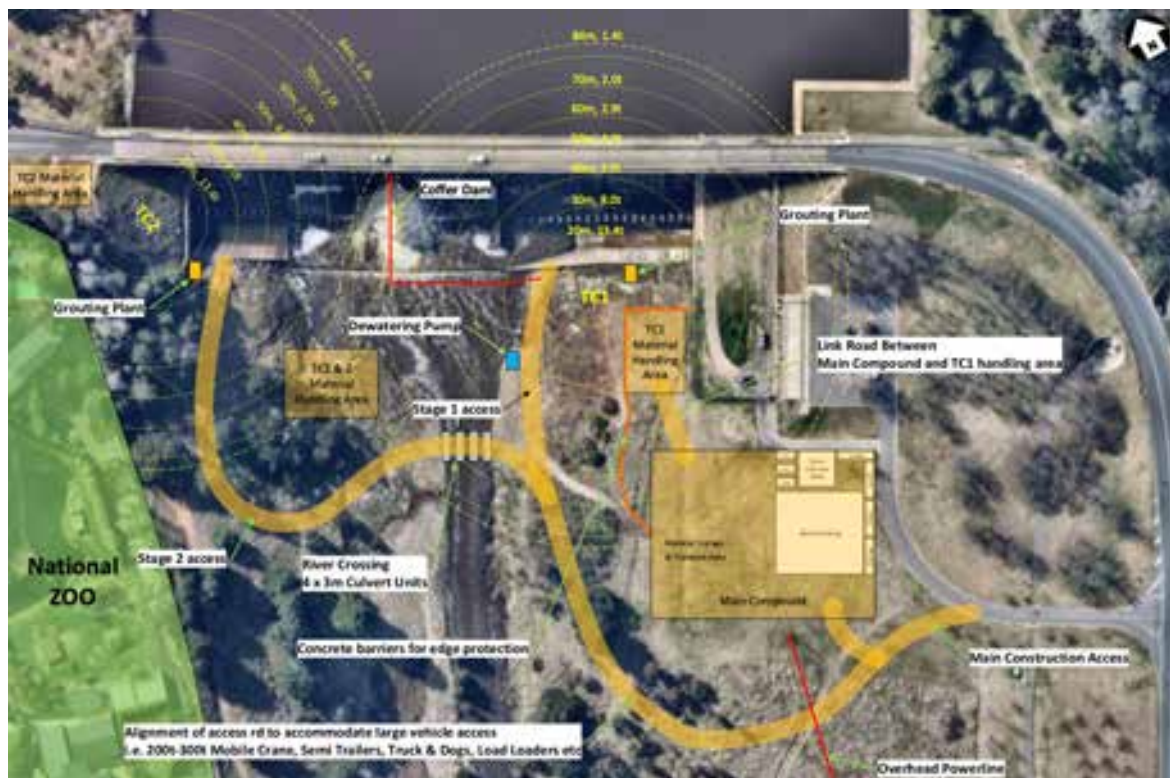 84m, 1.4t
70m, 2.0t
TC2 Material
Handling Area
TC2
Coffer Dam
30m, 8.0t
20m, 13.4t
Grouting Plant
Grouting Plant
TC1
Dewatering Pump
TC1
Material
Handling
Area
Link Road Between
Main Compound and TC1 handling area
TC1 & 2
Material
Handling Area
Stage 1 access
National
ZOO
Stage 2 access
River Crossing
4 x 3m Culvert Units
Main Compound
Concrete barriers for edge protection
Main Construction Access
Alignment of access rd to accommodate large vehicle access
i.e. 200t-300t Mobile Crane, Semi Trailers, Truck & Dogs, Load Loaders etc
Overhead Powerline